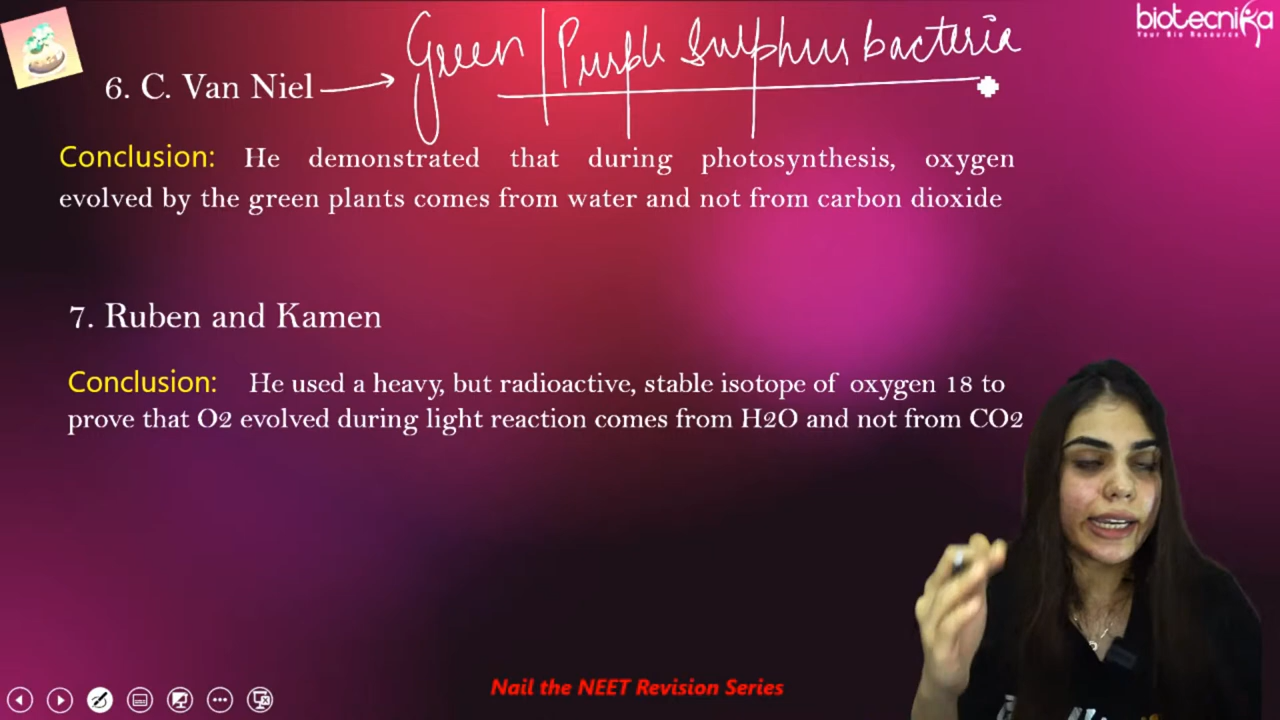 Green | Purple Sulphur bacteria
biotecnika
Your Bio Resource
6. C. Van Niel
Conclusion: He demonstrated that during photosynthesis, oxygen
evolved by the green plants comes from water and not from carbon dioxide
7. Ruben and Kamen
Conclusion: He used a heavy, but radioactive, stable isotope of oxygen 18 to
prove that O2 evolved during light reaction comes from H2O and not from CO2
Nail the NEET Revision Series